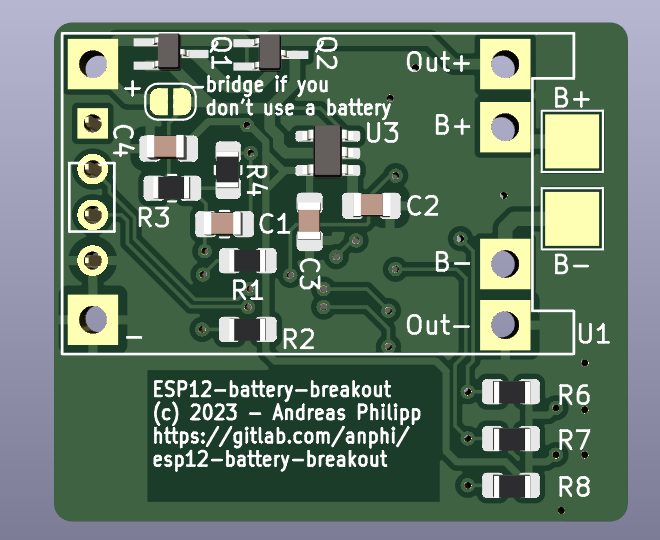 Q1
Q2
Out+
+
bridge if you
don't use a battery
B+
B+
C4
U3
R4
R3
C1
C2
B-
B-
C3
R1
Out-
-
R2
U1
ESP12-battery-breakout
(c) 2023 - Andreas Philipp
https://gitlab.com/anphi/
esp12-battery-breakout
R6
R7
R8